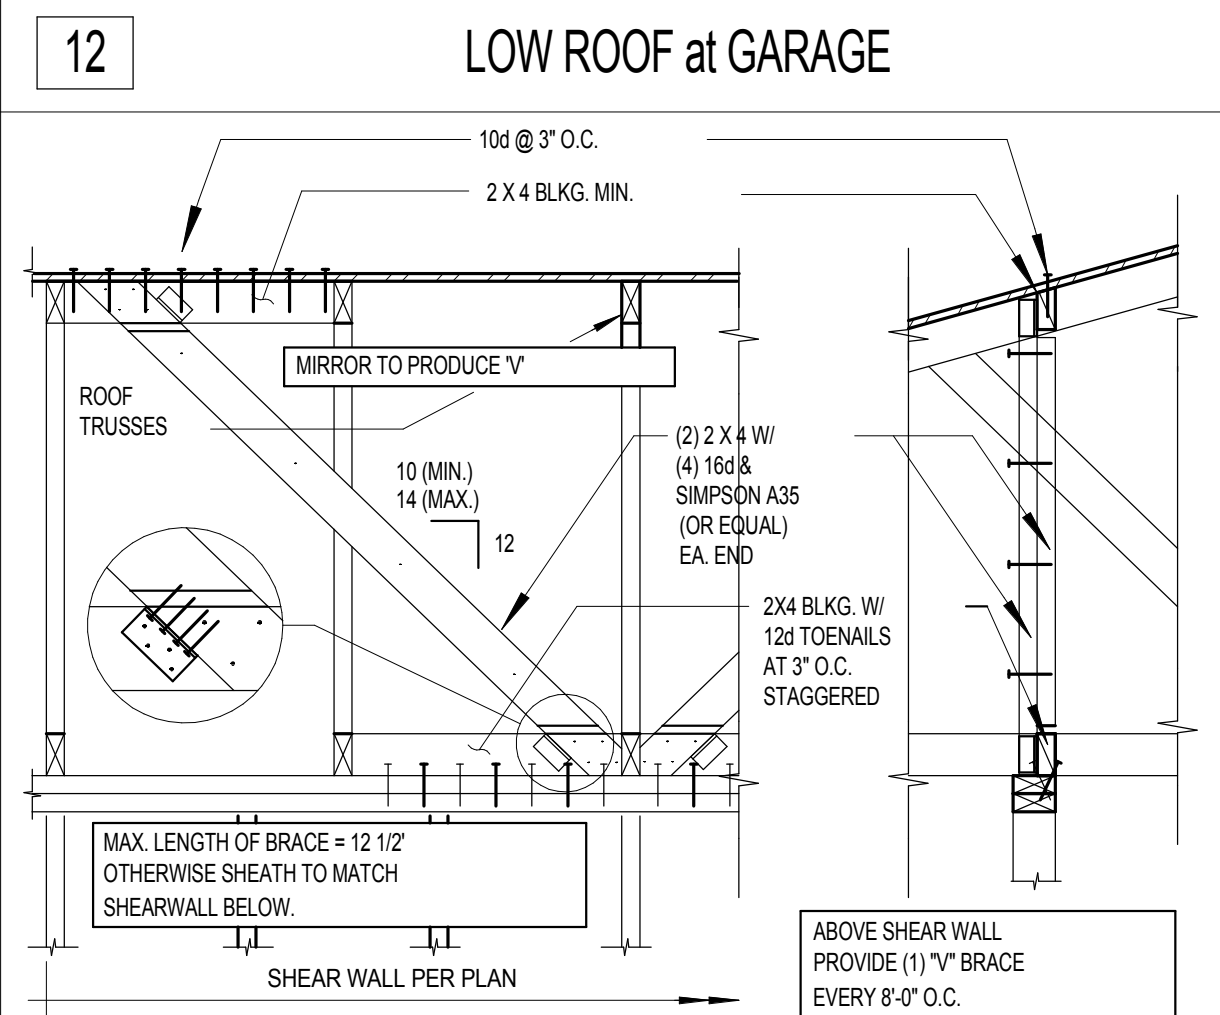 12
LOW ROOF at GARAGE
10d @ 3" O.C.
2 X 4 BLKG. MIN.
MIRROR TO PRODUCE 'V'
ROOF
TRUSSES
10 (MIN.)
14 (MAX.)
12
(2) 2 X 4 W/
(4) 16d &
SIMPSON A35
(OR EQUAL)
EA. END
2X4 BLKG. W/
12d TOENAILS
AT 3" O.C.
STAGGERED
MAX. LENGTH OF BRACE = 12 1/2'
OTHERWISE SHEATH TO MATCH
SHEARWALL BELOW.
SHEAR WALL PER PLAN
ABOVE SHEAR WALL
PROVIDE (1) "V" BRACE
EVERY 8'-0" O.C.